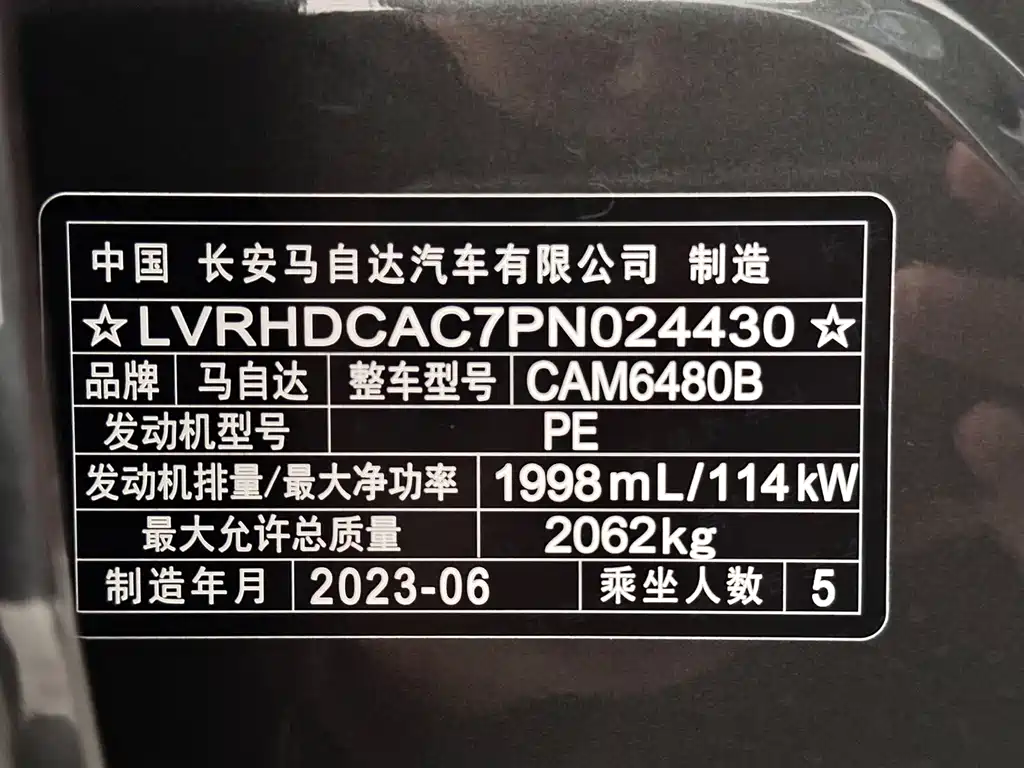 中国 长安马自达汽车有限公司 制造
☆LVRHDCAC7PN024430☆
品牌 马自达 整车型号 CAM6480B
发动机型号 PE
发动机排量/最大净功率 1998mL/114kW
最大允许总质量 2062kg
制造年月 2023-06 乘坐人数 5